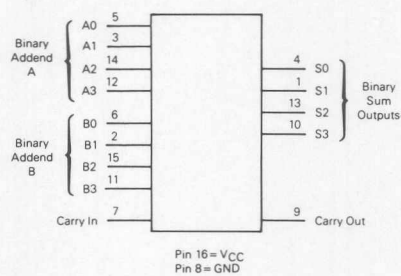 A0 5
A1 3
A2 14
A3 12
Binary
Addend
A
B0 6
B1 2
B2 15
B3 11
Binary
Addend
B
Carry In 7
4 S0
1 S1
13 S2
10 S3
Binary
Sum
Outputs
9 Carry Out
Pin 16 = VCC
Pin 8 = GND